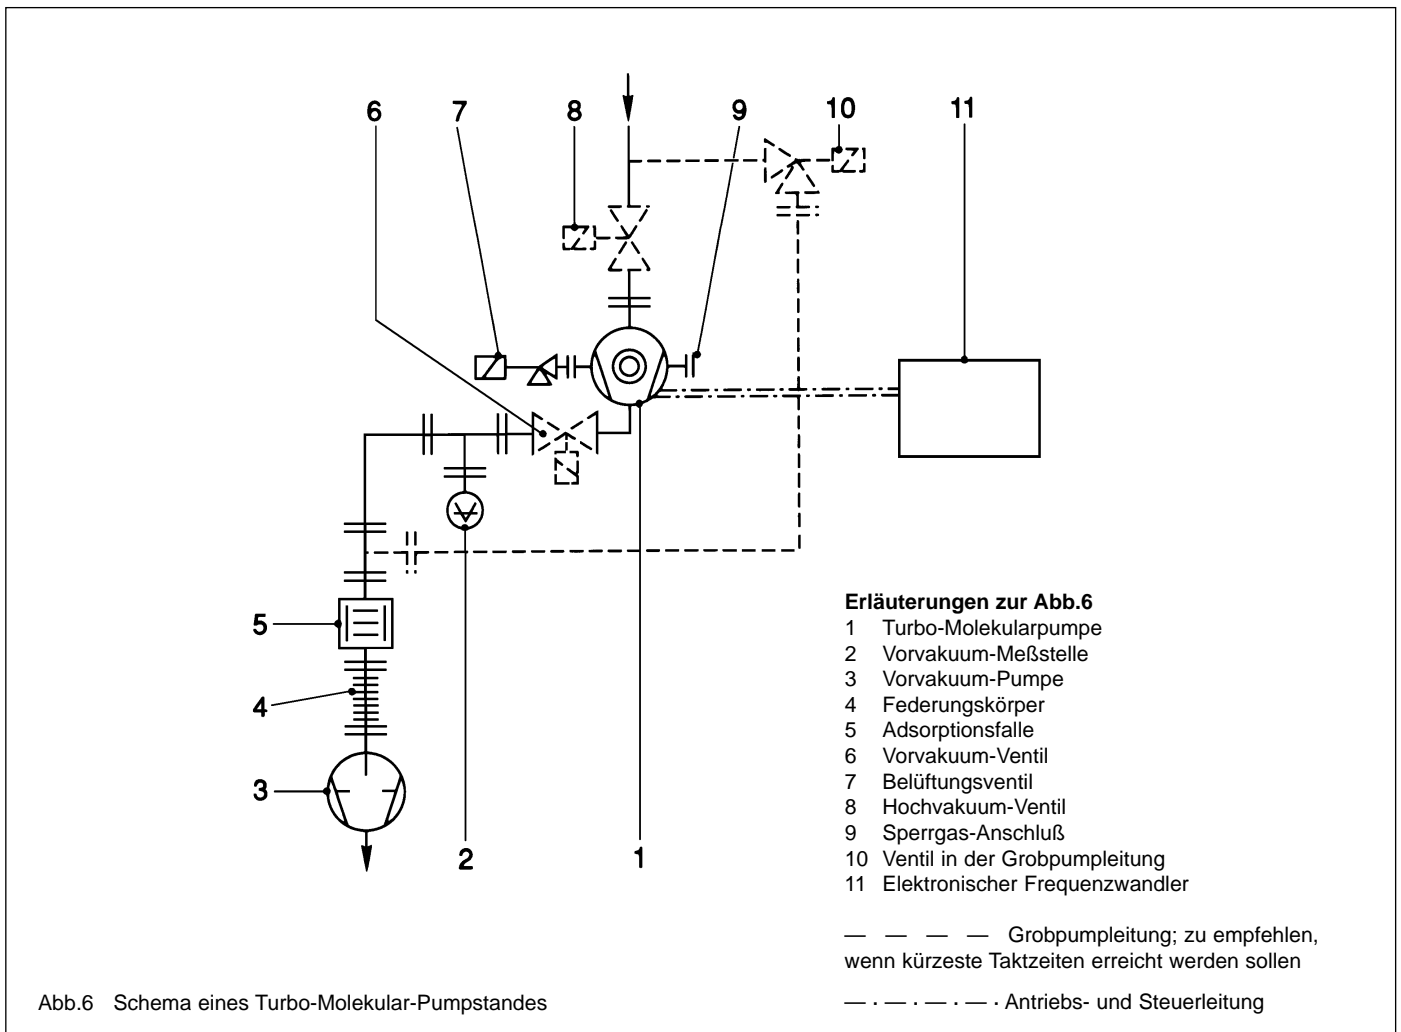 6 7 8 9 10 11
5
4
3
2 1
Erläuterungen zur Abb.6
1 Turbo-Molekularpumpe
2 Vorvakuum-Meßstelle
3 Vorvakuum-Pumpe
4 Federungskörper
5 Adsorptionsfalle
6 Vorvakuum-Ventil
7 Belüftungsventil
8 Hochvakuum-Ventil
9 Sperrgas-Anschluß
10 Ventil in der Grobpumpleitung
11 Elektronischer Frequenzwandler
Grobpumpleitung; zu empfehlen,
wenn kürzeste Taktzeiten erreicht werden sollen
Antriebs- und Steuerleitung
Abb.6 Schema eines Turbo-Molekular-Pumpstandes